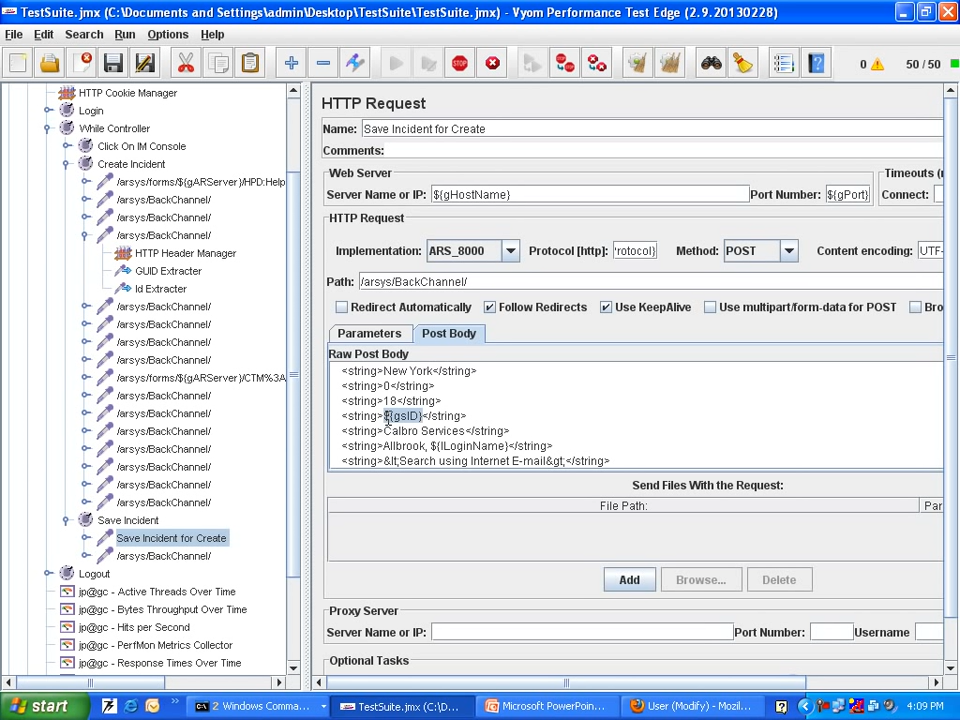 TestSuite.jmx (C:\Documents and Settings\admin\Desktop\TestSuite\TestSuite.jmx) - Vyom Performance Test Edge (2.9.20130228)
File Edit Search Run Options Help
0 50 / 50
HTTP Cookie Manager
Login
While Controller
Click On IM Console
Create Incident
/arsys/forms/${gARServer}/HPD:Help
/arsys/BackChannel/
/arsys/BackChannel/
/arsys/BackChannel/
HTTP Header Manager
GUID Extracter
Id Extracter
/arsys/BackChannel/
/arsys/BackChannel/
/arsys/BackChannel/
/arsys/BackChannel/
/arsys/forms/${gARServer}/CTM%3A
/arsys/BackChannel/
/arsys/BackChannel/
/arsys/BackChannel/
/arsys/BackChannel/
/arsys/BackChannel/
/arsys/BackChannel/
/arsys/BackChannel/
Save Incident
Save Incident for Create
/arsys/BackChannel/
Logout
jp@gc - Active Threads Over Time
jp@gc - Bytes Throughput Over Time
jp@gc - Hits per Second
jp@gc - PerfMon Metrics Collector
jp@gc - Response Times Over Time
HTTP Request
Name: Save Incident for Create
Comments:
Web Server
Timeouts (
Server Name or IP: ${gHostName} Port Number: ${gPort} Connect:
HTTP Request
Implementation: ARS_8000 Protocol [http]: rotocol} Method: POST Content encoding: UTF-
Path: /arsys/BackChannel/
Redirect Automatically Follow Redirects Use KeepAlive Use multipart/form-data for POST Bro
Parameters Post Body
Raw Post Body
<string>New York</string>
<string>0</string>
<string>18</string>
<string>${gsID}</string>
<string>Calbro Services</string>
<string>Allbrook, ${lLoginName}</string>
<string>&lt;Search using Internet E-mail&gt;</string>
Send Files With the Request:
File Path: Par
Add Browse... Delete
Proxy Server
Server Name or IP: Port Number: Username
Optional Tasks
start 2 Windows Comma... TestSuite.jmx (C:\D... Microsoft PowerPoin... User (Modify) - Mozil... 4:09 PM